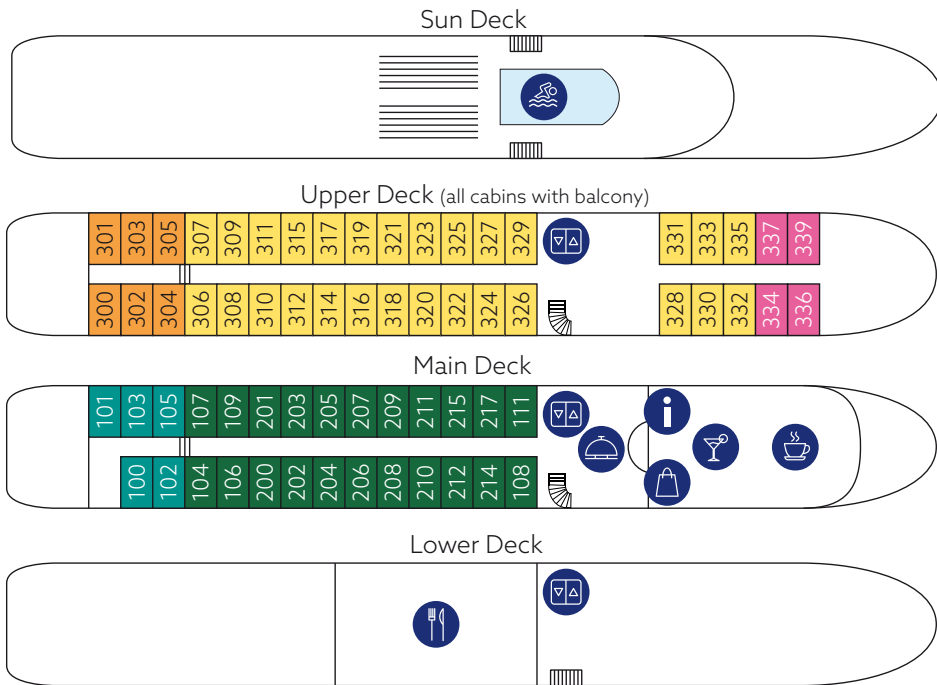 Sun Deck
Upper Deck (all cabins with balcony)
301 303 305 307 309 311 315 317 319 321 323 325 327 329 331 333 335 337 339
300 302 304 306 308 310 312 314 316 318 320 322 324 326 328 330 332 334 336
Main Deck
101 103 105 107 109 201 203 205 207 209 211 215 217 111
100 102 104 106 200 202 204 206 208 210 212 214 108
Lower Deck